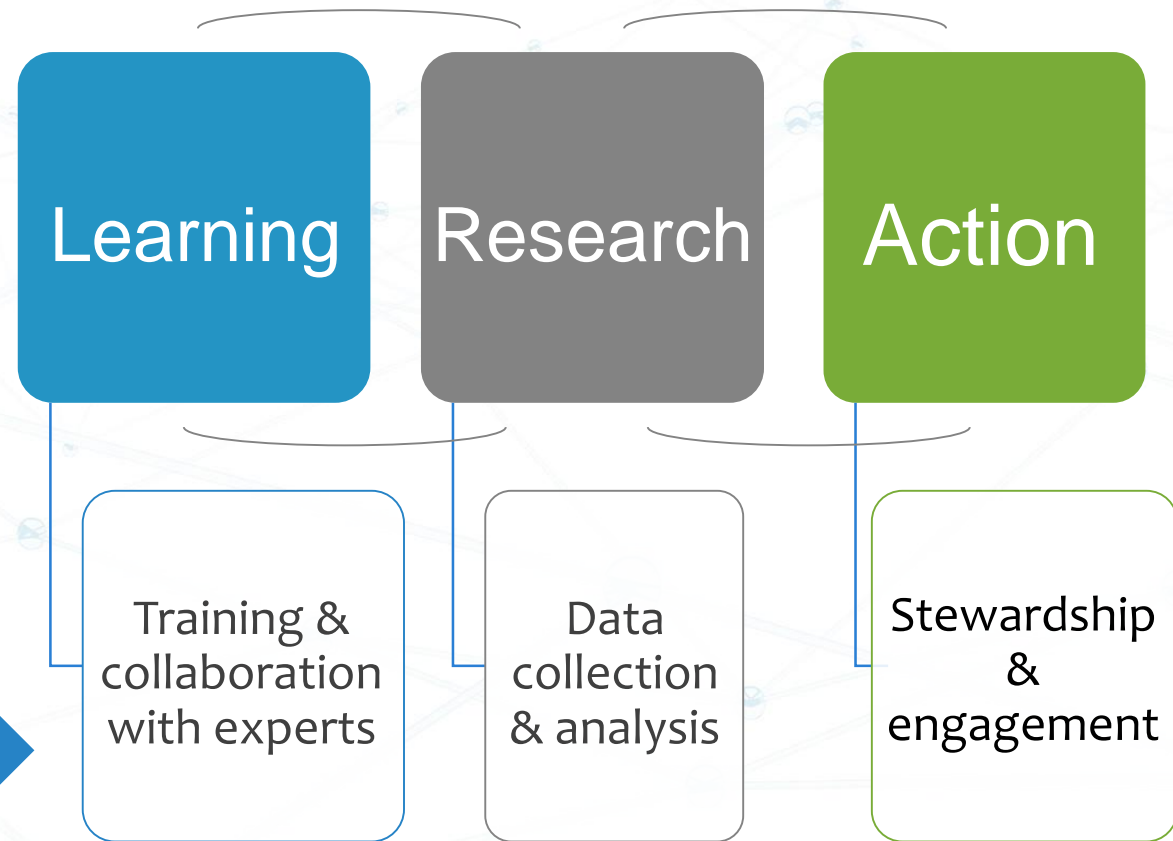 Learning
Research
Action
Training &
collaboration
with experts
Data
collection
& analysis
Stewardship
&
engagement